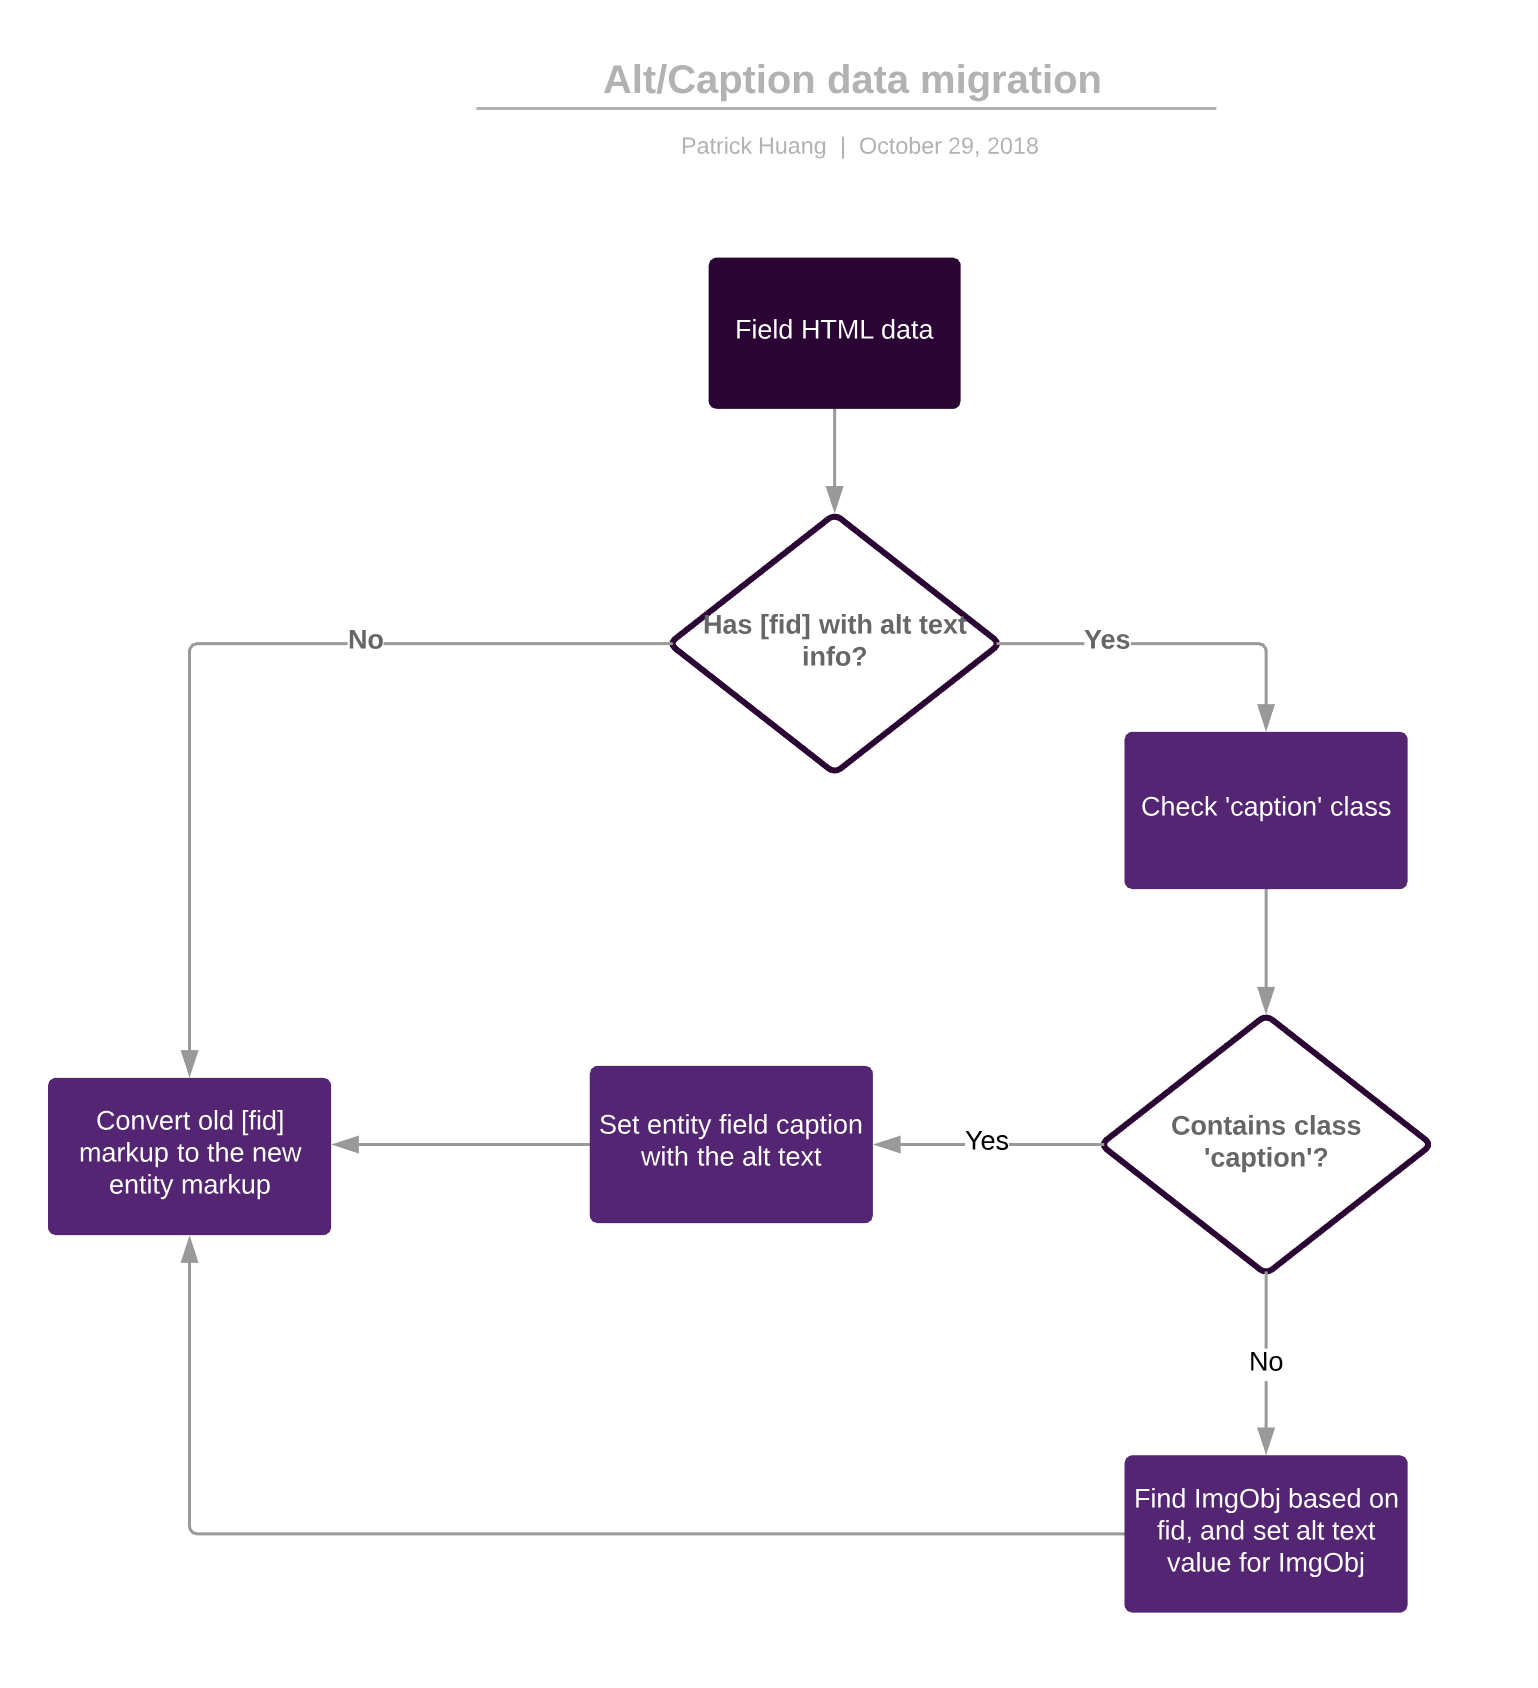 Alt/Caption data migration
Patrick Huang | October 29, 2018
Field HTML data
Has [fid] with alt text
info?
No
Yes
Check 'caption' class
Contains class
'caption'?
Yes
Set entity field caption
with the alt text
Convert old [fid]
markup to the new
entity markup
No
Find ImgObj based on
fid, and set alt text
value for ImgObj